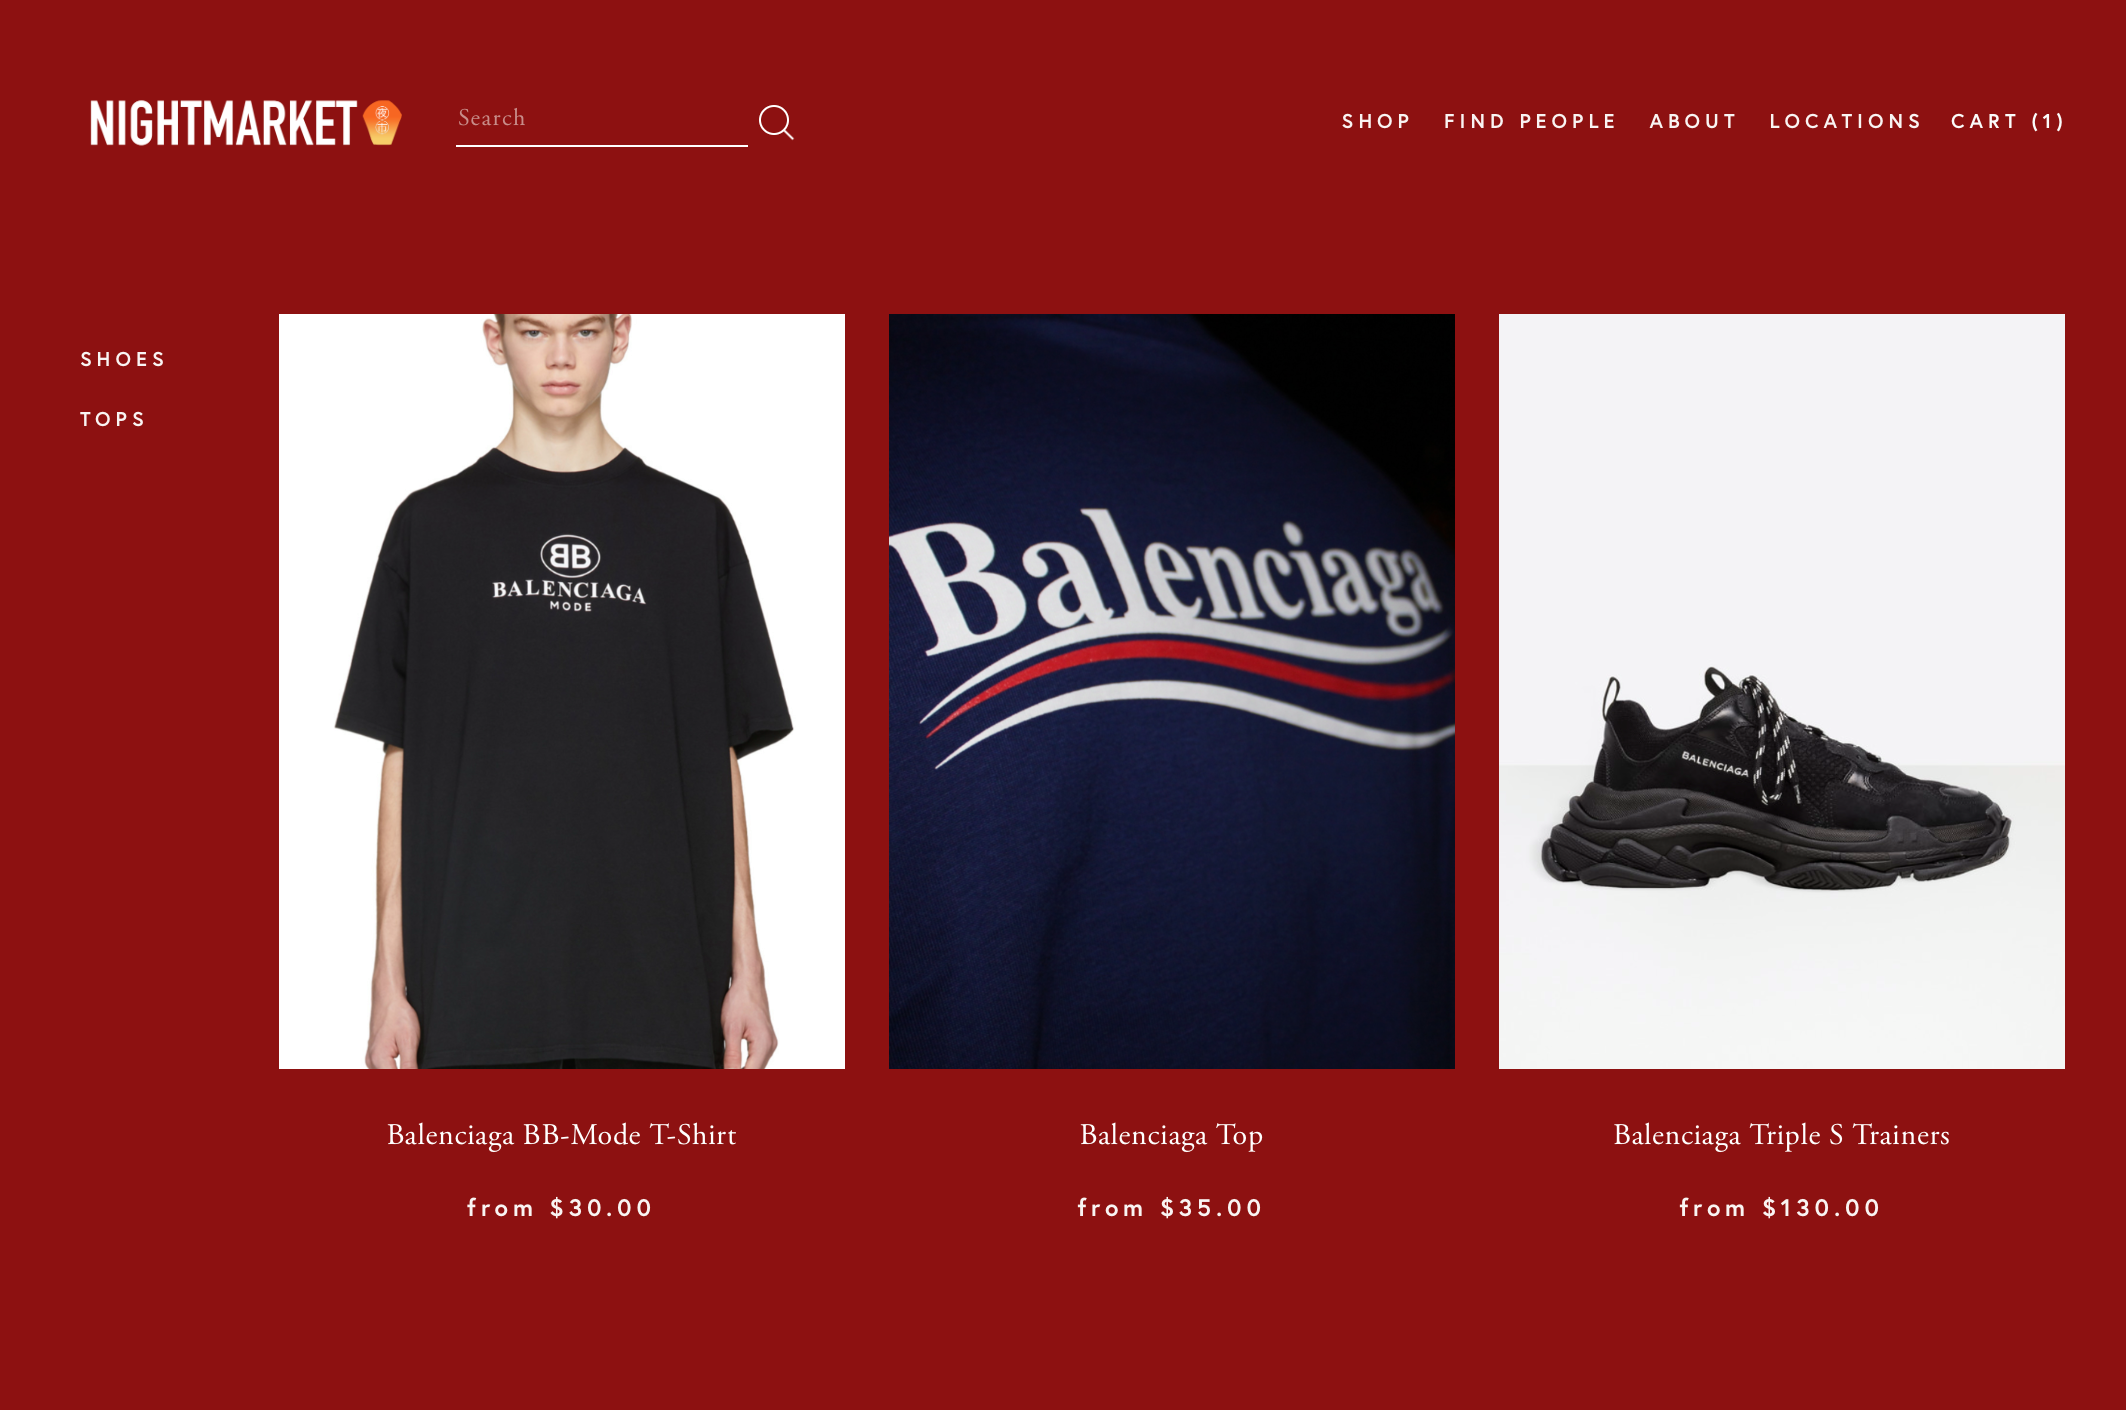 NIGHTMARKET 夜市
Search
SHOP FIND PEOPLE ABOUT LOCATIONS CART (1)
SHOES
TOPS
BB
BALENCIAGA
MODE
Balenciaga
BALENCIAGA
Balenciaga BB-Mode T-Shirt
from $30.00
Balenciaga Top
from $35.00
Balenciaga Triple S Trainers
from $130.00